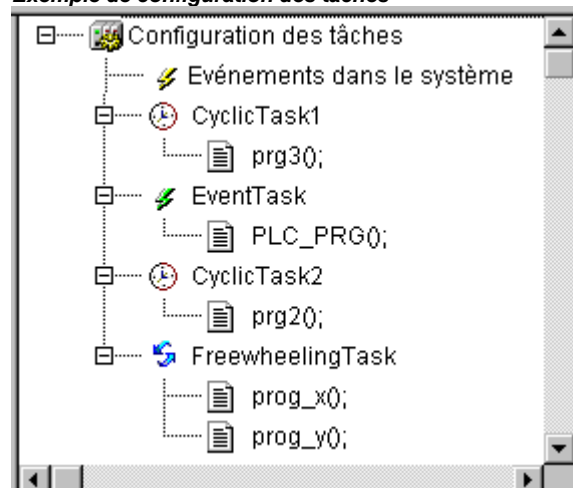 Exemple de configuration des tâches
Configuration des tâches
Evénements dans le système
CyclicTask1
prg3();
EventTask
PLC_PRG();
CyclicTask2
prg2();
FreewheelingTask
prog_x();
prog_y();